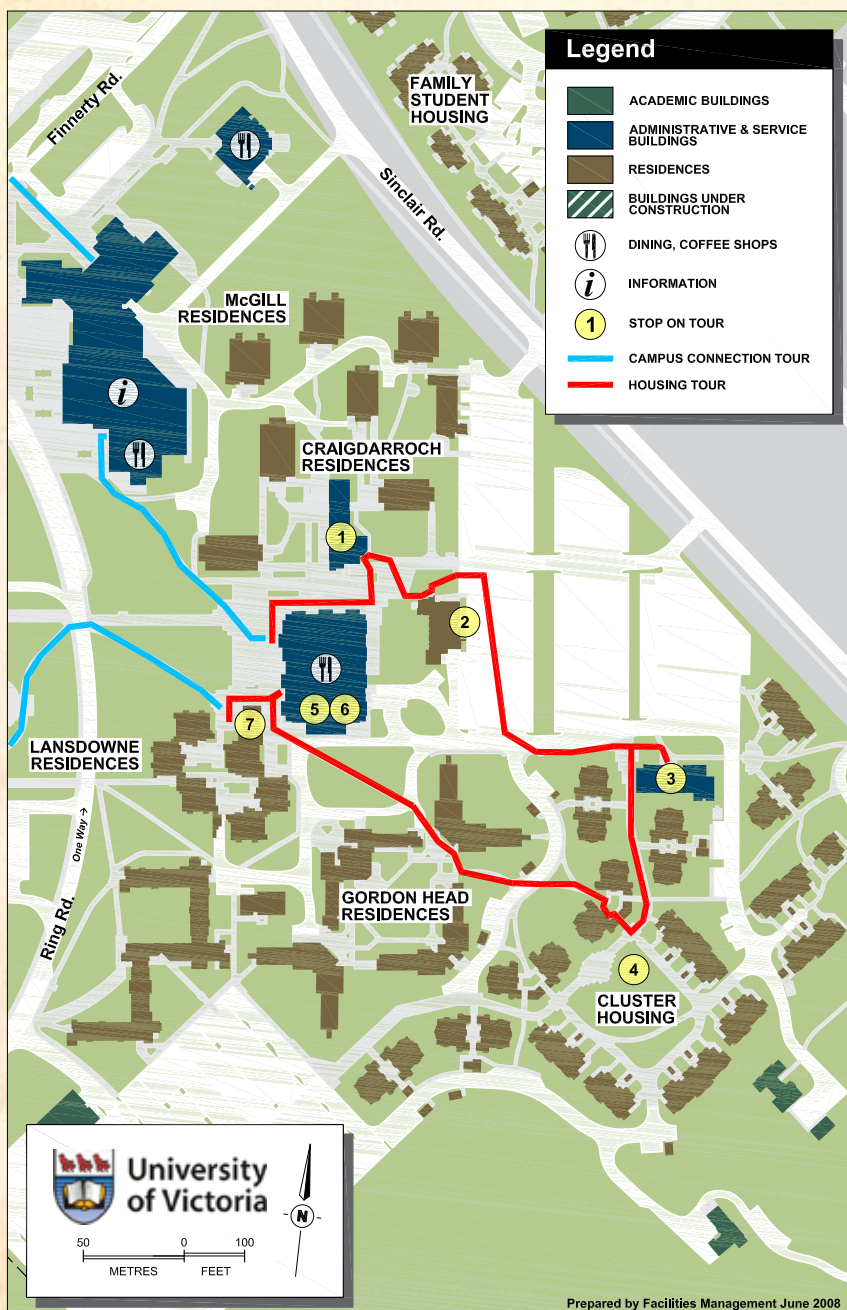 Legend
ACADEMIC BUILDINGS
ADMINISTRATIVE & SERVICE
BUILDINGS
RESIDENCES
BUILDINGS UNDER
CONSTRUCTION
DINING, COFFEE SHOPS
i
INFORMATION
1
STOP ON TOUR
CAMPUS CONNECTION TOUR
HOUSING TOUR
Finnerty Rd.
FAMILY
STUDENT
HOUSING
Sinclair Rd.
McGILL
RESIDENCES
i
CRAIGDARROCH
RESIDENCES
1
2
5
6
7
LANSDOWNE
RESIDENCES
3
One Way →
Ring Rd.
GORDON HEAD
RESIDENCES
4
CLUSTER
HOUSING
University
of Victoria
N
50
0
100
METRES
FEET
Prepared by Facilities Management June 2008